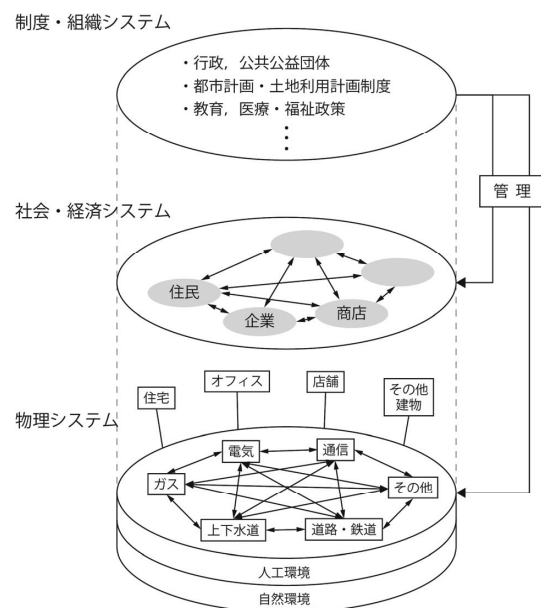 制度・組織システム
・行政，公共公益団体
・都市計画・土地利用計画制度
・教育，医療・福祉政策
管 理
社会・経済システム
住民
企業
商店
オフィス
店舗
住宅
その他
建物
物理システム
電気
通信
ガス
その他
上下水道
道路・鉄道
人工環境
自然環境